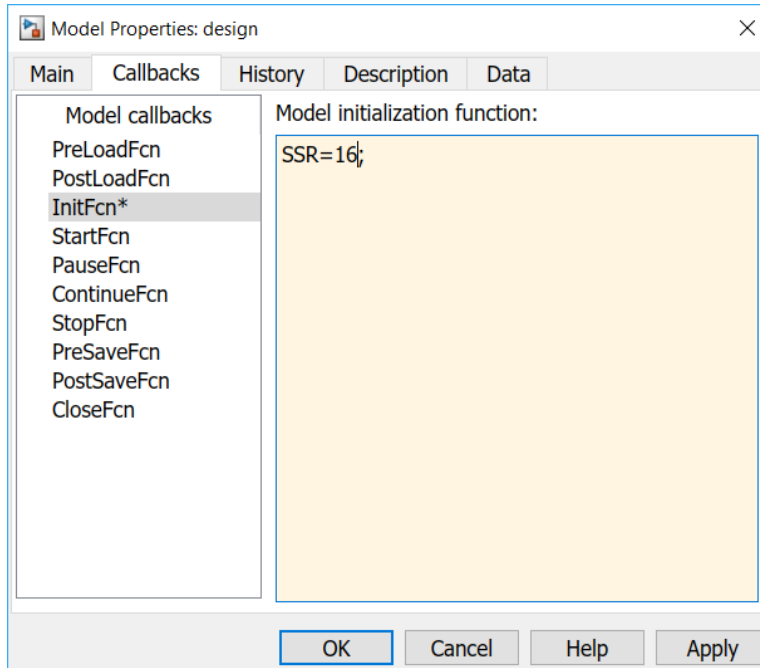 Model Properties: design
Main Callbacks History Description Data
Model callbacks
PreLoadFcn
PostLoadFcn
InitFcn*
StartFcn
PauseFcn
ContinueFcn
StopFcn
PreSaveFcn
PostSaveFcn
CloseFcn
Model initialization function:
SSR=16;
OK Cancel Help Apply